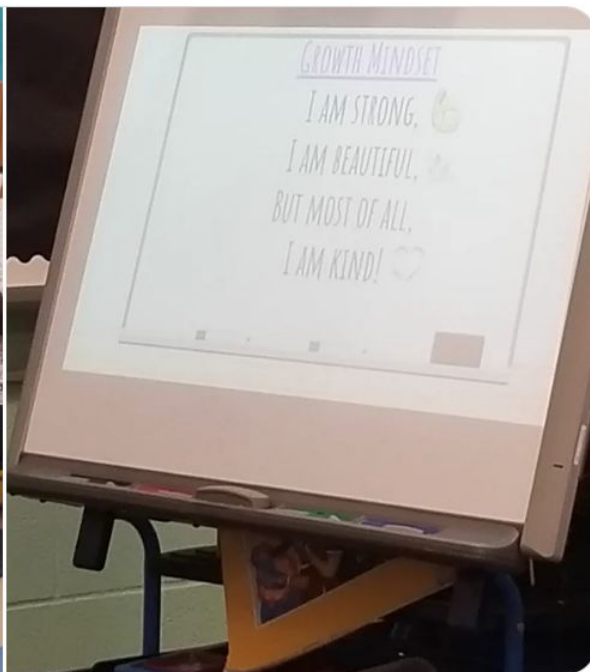 GROWTH MINDSET
I AM STRONG,
I AM BEAUTIFUL,
BUT MOST OF ALL,
I AM KIND!